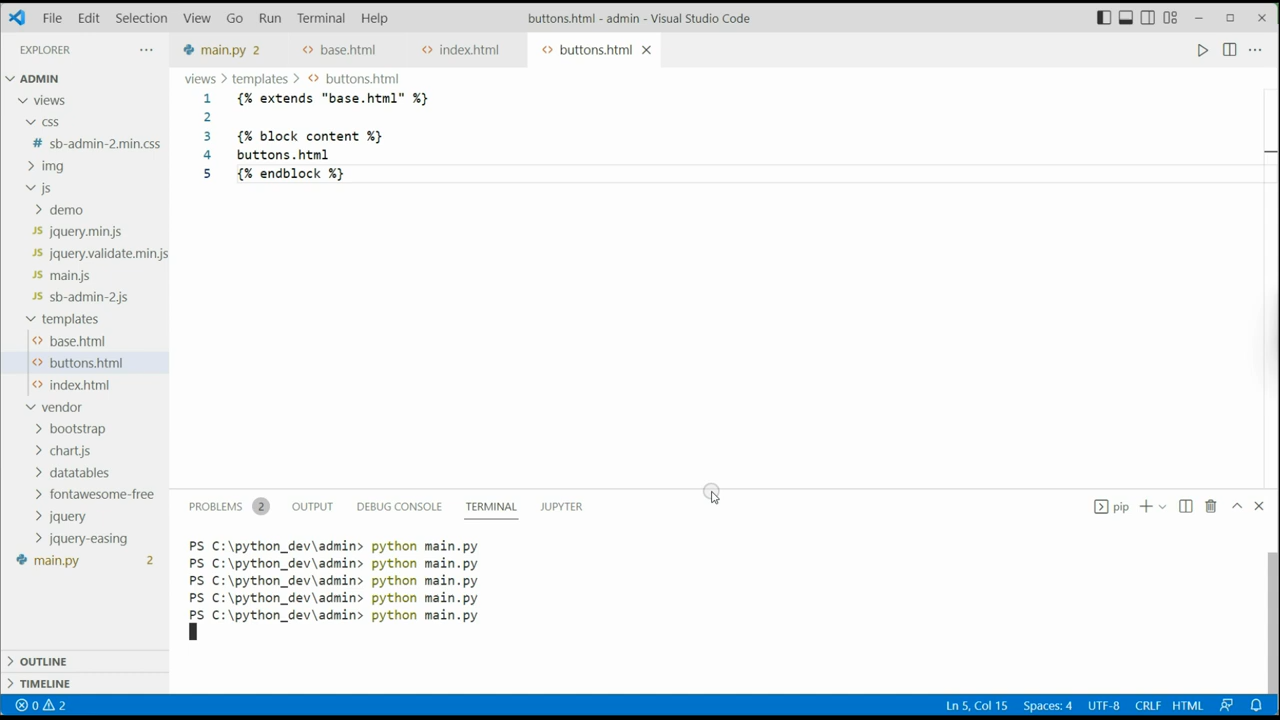 File Edit Selection View Go Run Terminal Help
buttons.html - admin - Visual Studio Code
EXPLORER
main.py 2
base.html
index.html
buttons.html
ADMIN
views
css
# sb-admin-2.min.css
img
js
demo
JS jquery.min.js
JS jquery.validate.min.js
JS main.js
JS sb-admin-2.js
templates
base.html
buttons.html
index.html
vendor
bootstrap
chart.js
datatables
fontawesome-free
jquery
jquery-easing
main.py 2
OUTLINE
TIMELINE
views > templates > buttons.html
1 {% extends "base.html" %}
2
3 {% block content %}
4 buttons.html
5 {% endblock %}
PROBLEMS 2 OUTPUT DEBUG CONSOLE TERMINAL JUPYTER
pip
PS C:\python_dev\admin> python main.py
PS C:\python_dev\admin> python main.py
PS C:\python_dev\admin> python main.py
PS C:\python_dev\admin> python main.py
PS C:\python_dev\admin> python main.py
0 2
Ln 5, Col 15 Spaces: 4 UTF-8 CRLF HTML